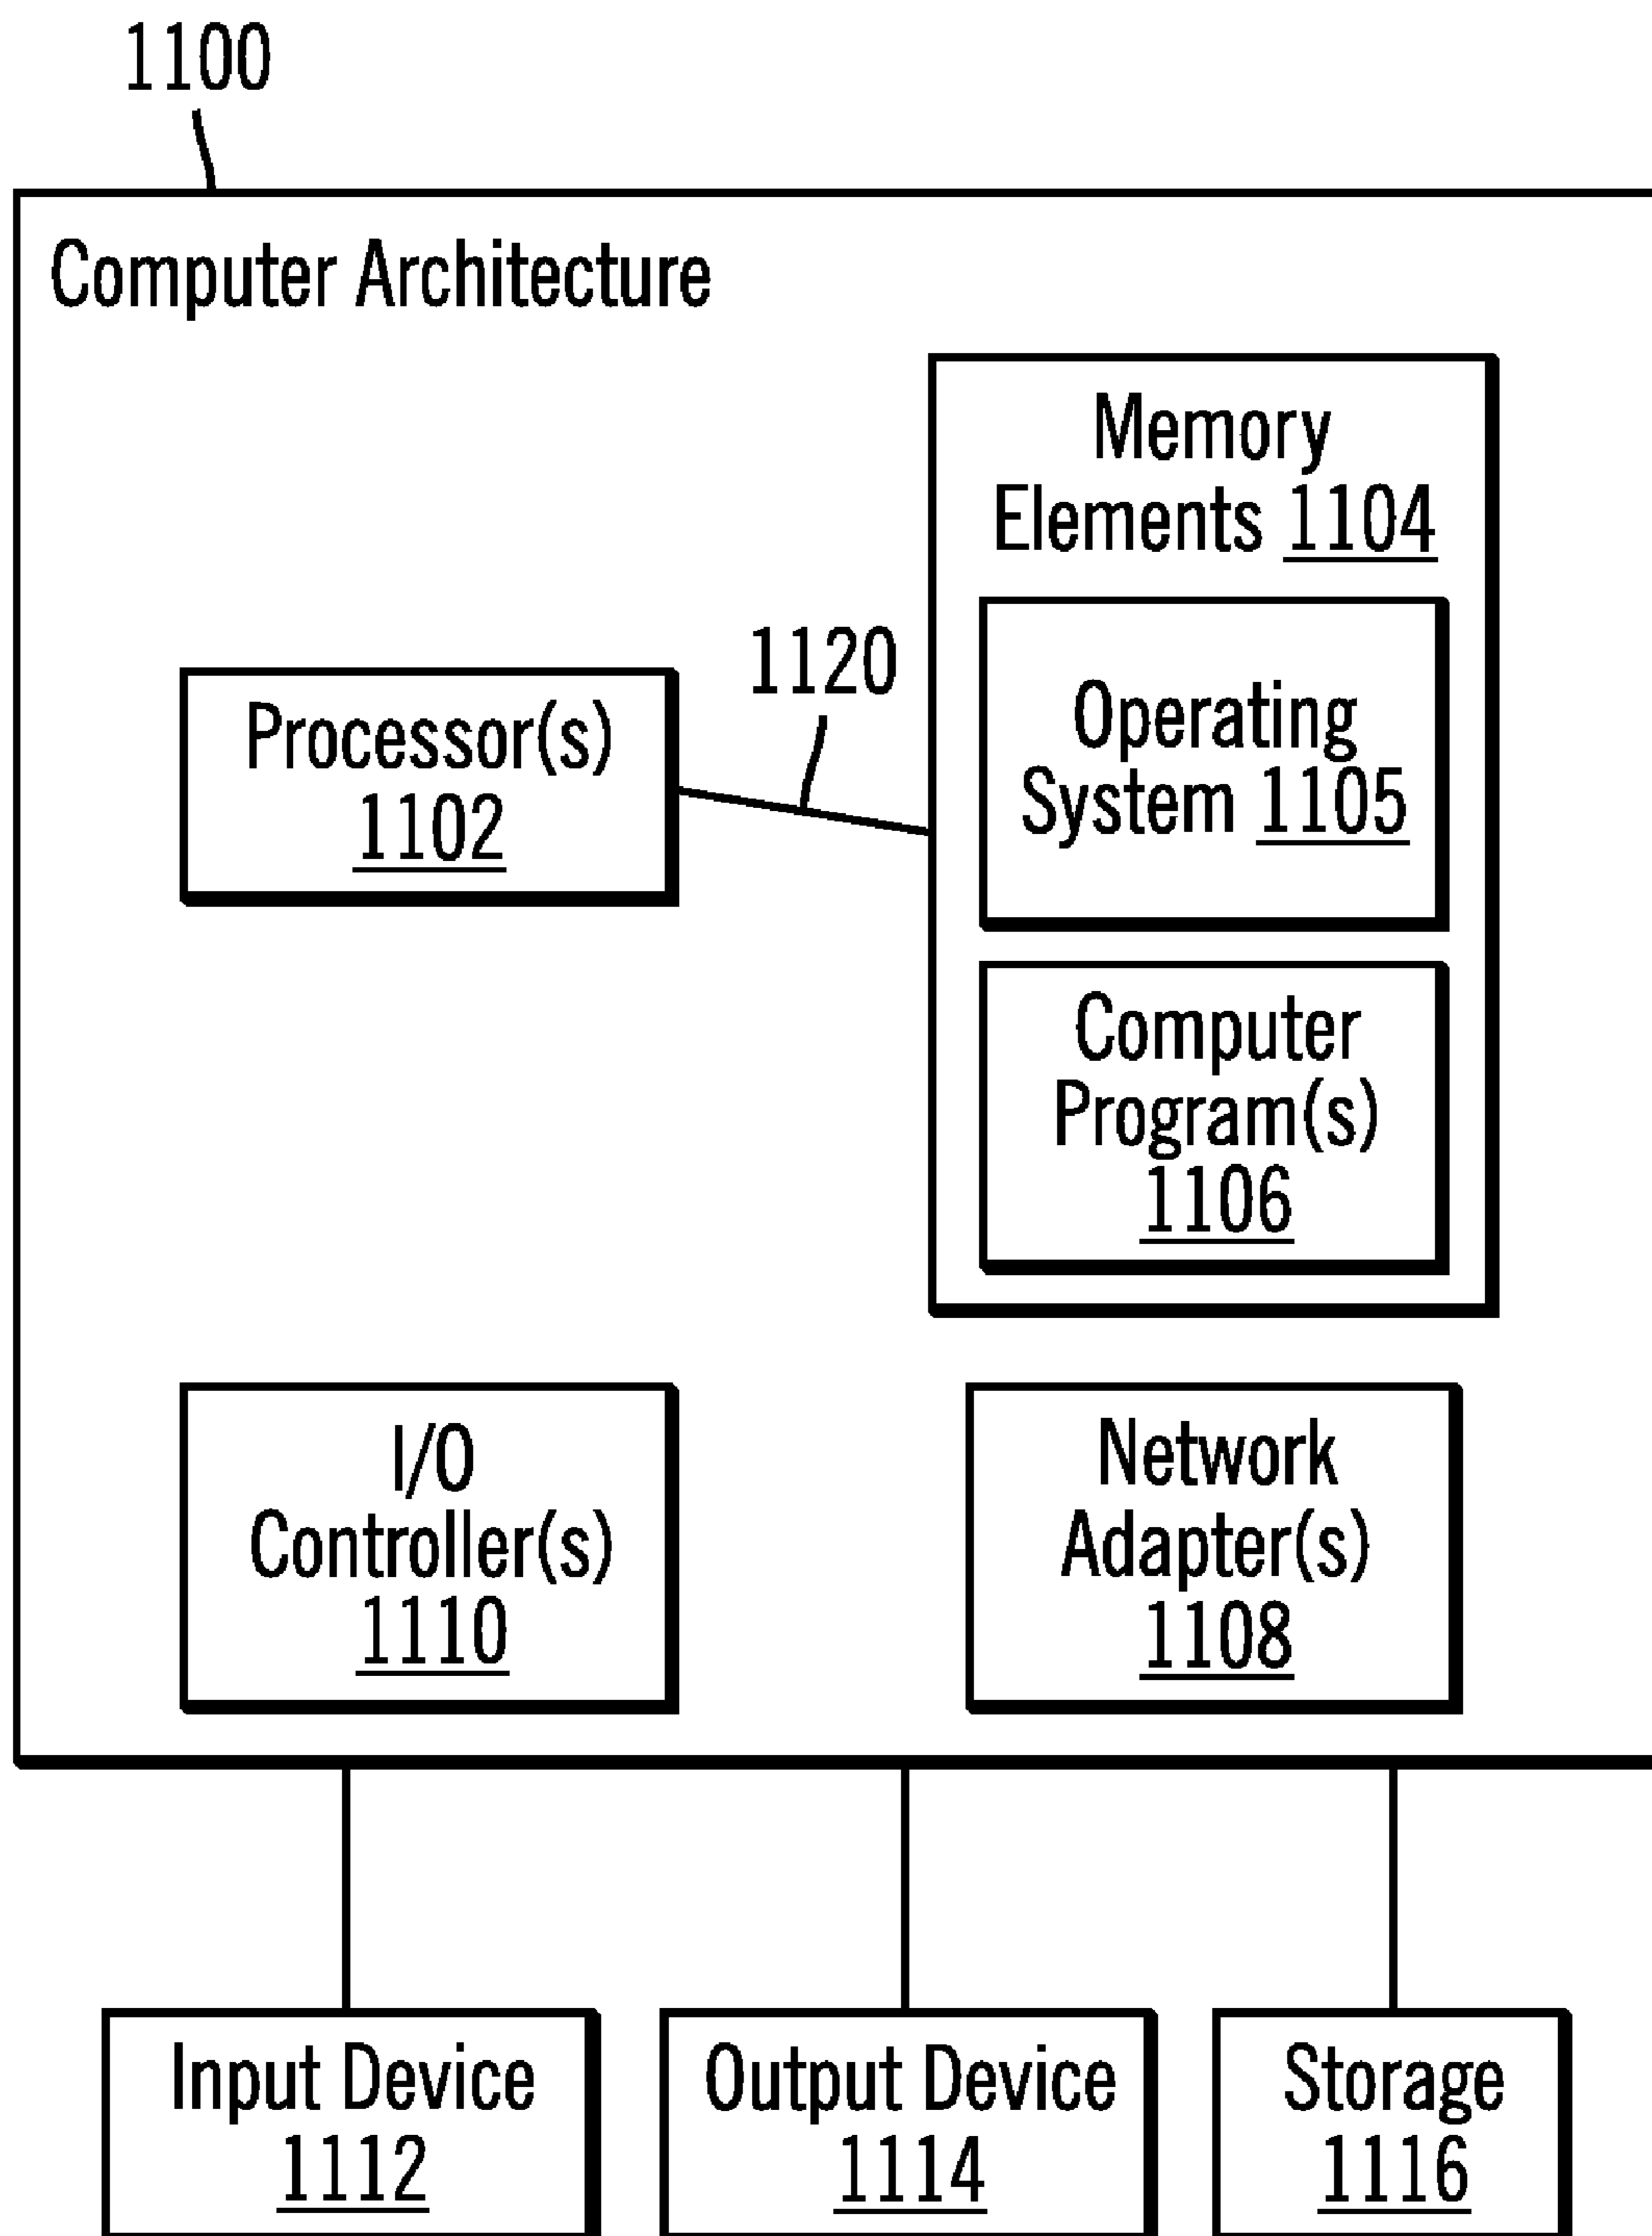 1100
Computer Architecture
Memory
Elements 1104
1120
Processor(s)
1102
Operating
System 1105
Computer
Program(s)
1106
I/O
Controller(s)
1110
Network
Adapter(s)
1108
Input Device
1112
Output Device
1114
Storage
1116